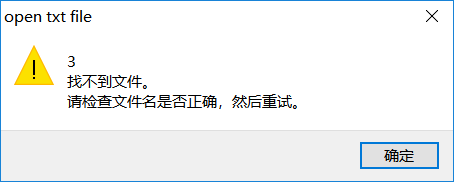 open txt file
3
找不到文件。
请检查文件名是否正确，然后重试。
确定